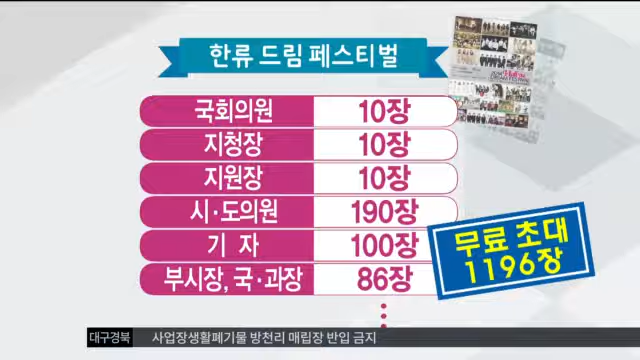 한류 드림 페스티벌
국회의원 10장
지청장 10장
지원장 10장
시·도의원 190장
기 자 100장
부시장, 국·과장 86장
무료 초대
1196장
대구경북 사업장생활폐기물 방천리 매립장 반입 금지